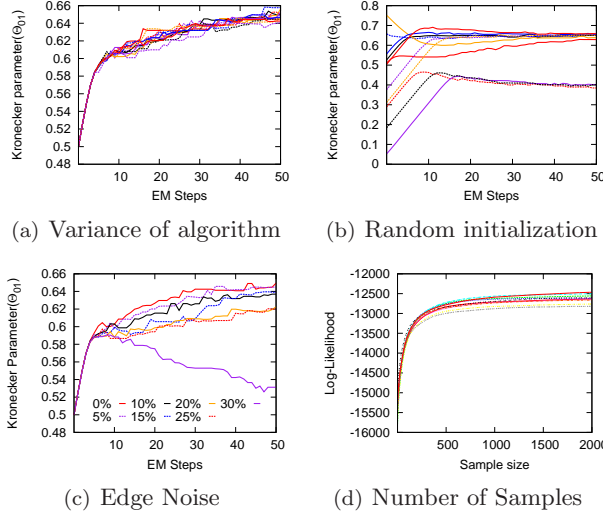 Kronecker parameter(Θ01)
0.66
0.64
0.62
0.6
0.58
0.56
0.54
0.52
0.5
0.48
10 20 30 40 50
EM Steps
(a) Variance of algorithm
Kronecker parameter(Θ01)
0.8
0.7
0.6
0.5
0.4
0.3
0.2
0.1
0
10 20 30 40 50
EM Steps
(b) Random initialization
Kronecker Parameter(Θ01)
0.66
0.64
0.62
0.6
0.58
0.56
0.54
0.52
0.5
0.48
0% 10% 20% 30%
5% 15% 25%
10 20 30 40 50
EM Steps
(c) Edge Noise
Log-Likelihood
-12000
-12500
-13000
-13500
-14000
-14500
-15000
-15500
-16000
500 1000 1500 2000
Sample size
(d) Number of Samples